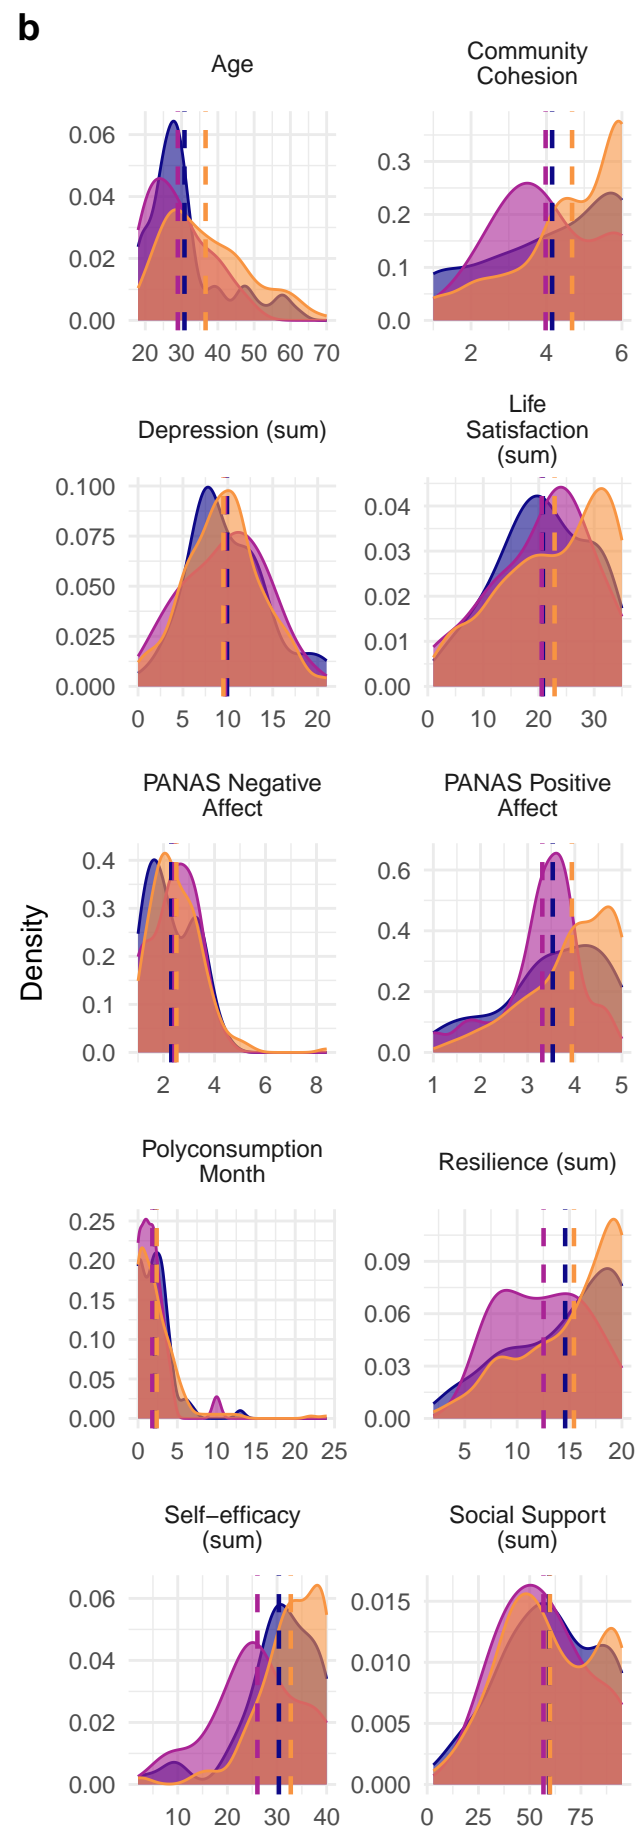 b
Age
Community
Cohesion
0.06
0.04
0.02
0.00
20 30 40 50 60 70
0.3
0.2
0.1
0.0
2 4 6
Depression (sum)
Life
Satisfaction
(sum)
0.100
0.075
0.050
0.025
0.000
0 5 10 15 20
0.04
0.03
0.02
0.01
0.00
0 10 20 30
PANAS Negative
Affect
PANAS Positive
Affect
Density
0.4
0.3
0.2
0.1
0.0
2 4 6 8
0.6
0.4
0.2
0.0
1 2 3 4 5
Polyconsumption
Month
Resilience (sum)
0.25
0.20
0.15
0.10
0.05
0.00
0 5 10 15 20 25
0.09
0.06
0.03
0.00
5 10 15 20
Self−efficacy
(sum)
Social Support
(sum)
0.06
0.04
0.02
0.00
10 20 30 40
0.015
0.010
0.005
0.000
0 25 50 75